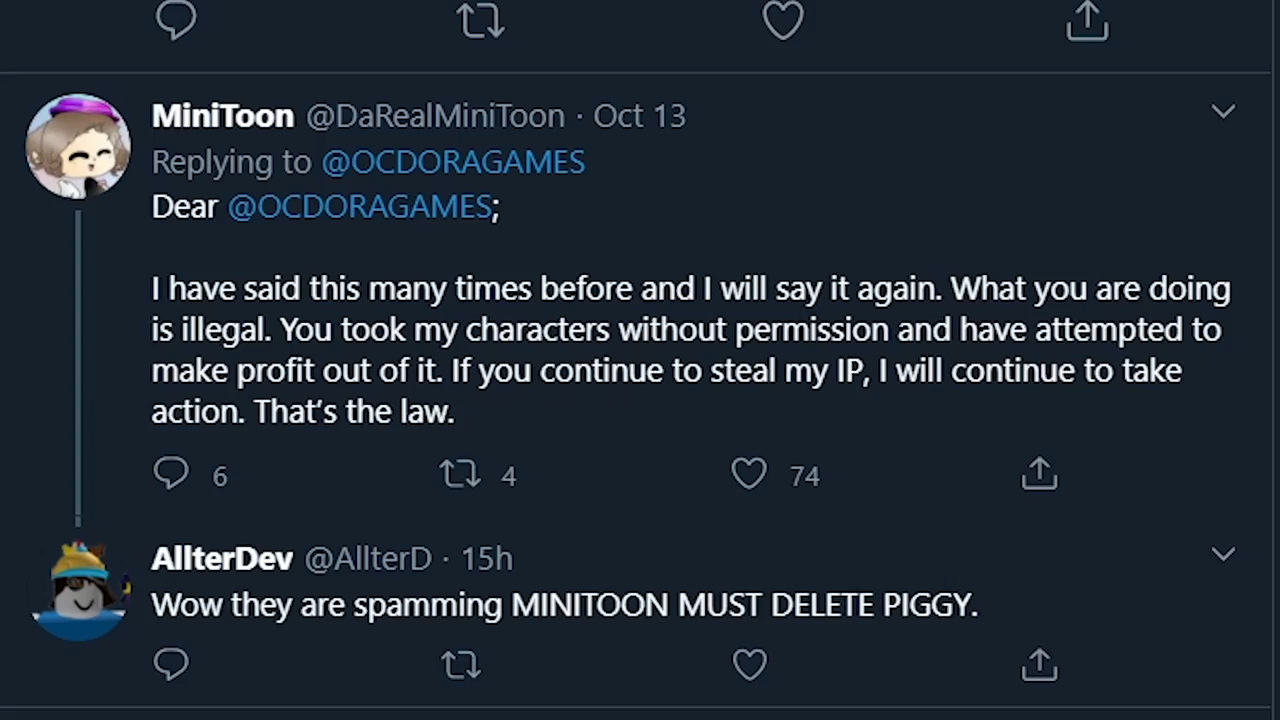 MiniToon @DaRealMiniToon · Oct 13
Replying to @OCDORAGAMES
Dear @OCDORAGAMES;
I have said this many times before and I will say it again. What you are doing
is illegal. You took my characters without permission and have attempted to
make profit out of it. If you continue to steal my IP, I will continue to take
action. That's the law.
6 4 74
AllterDev @AllterD · 15h
Wow they are spamming MINITOON MUST DELETE PIGGY.